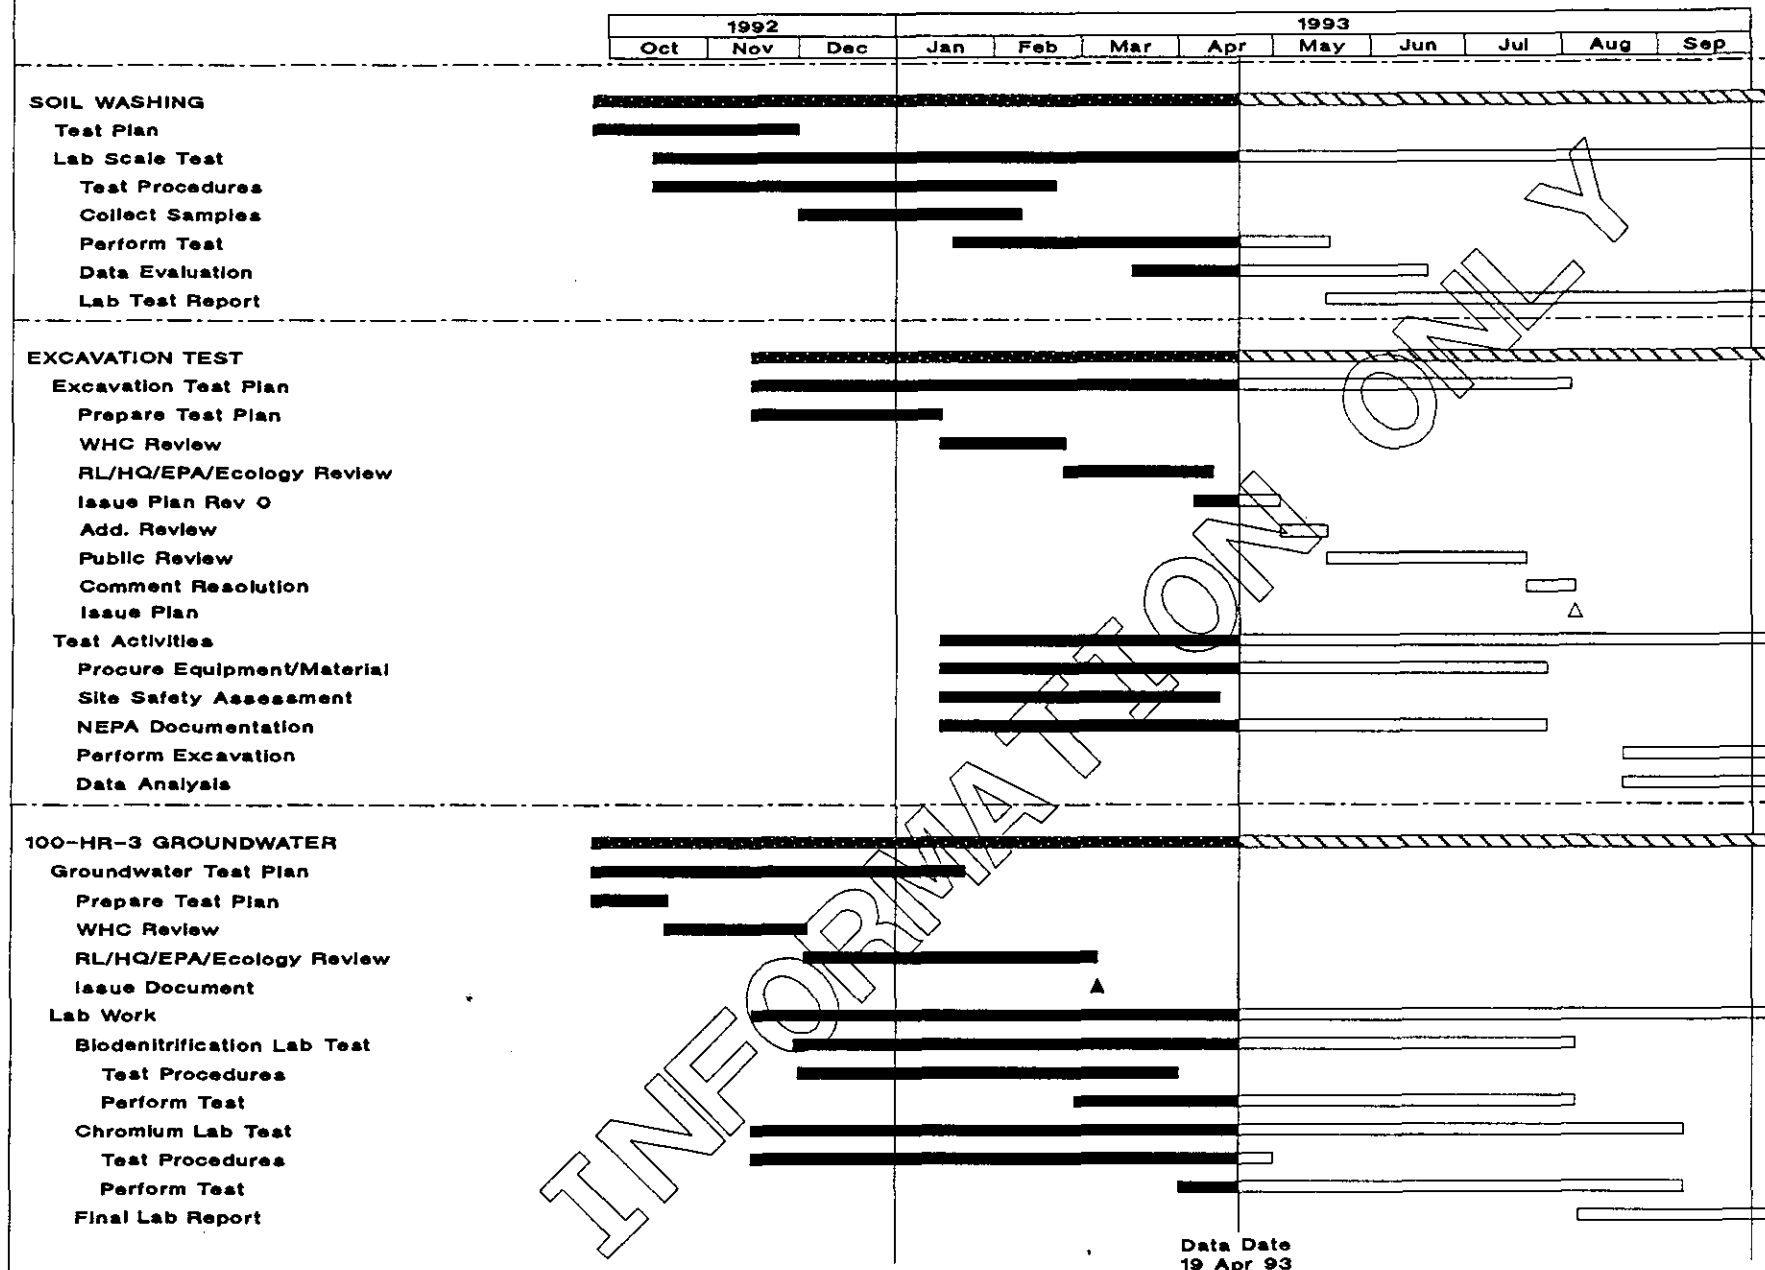 1992 1993
Oct Nov Dec Jan Feb Mar Apr May Jun Jul Aug Sep
SOIL WASHING
Test Plan
Lab Scale Test
Test Procedures
Collect Samples
Perform Test
Data Evaluation
Lab Test Report
EXCAVATION TEST
Excavation Test Plan
Prepare Test Plan
WHC Review
RL/HQ/EPA/Ecology Review
Issue Plan Rev 0
Add. Review
Public Review
Comment Resolution
Issue Plan
Test Activities
Procure Equipment/Material
Site Safety Assessment
NEPA Documentation
Perform Excavation
Data Analysis
100-HR-3 GROUNDWATER
Groundwater Test Plan
Prepare Test Plan
WHC Review
RL/HQ/EPA/Ecology Review
Issue Document
Lab Work
Biodenitrification Lab Test
Test Procedures
Perform Test
Chromium Lab Test
Test Procedures
Perform Test
Final Lab Report
Data Date
19 Apr 93
INFORMATION ONLY